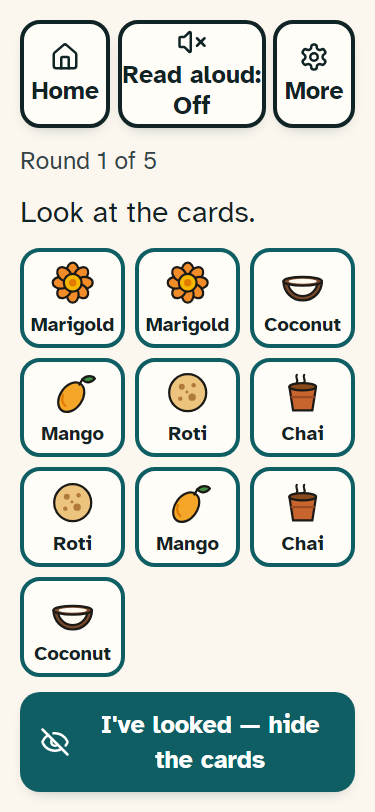 Home
Read aloud:
Off
More
Round 1 of 5
Look at the cards.
Marigold
Marigold
Coconut
Mango
Roti
Chai
Roti
Mango
Chai
Coconut
I've looked — hide
the cards